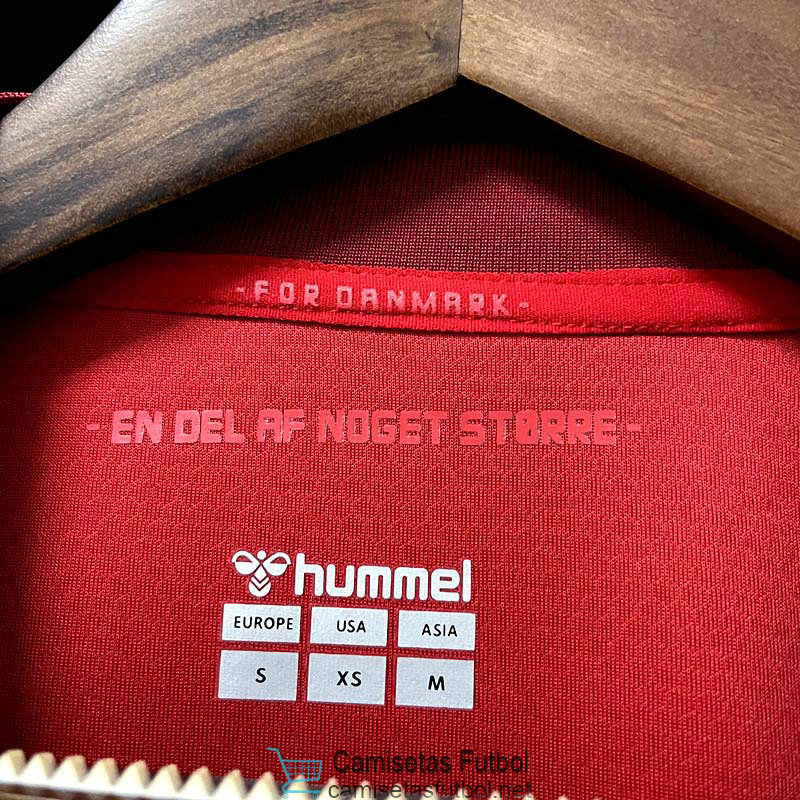 - FOR DANMARK -
- EN DEL AF NOGET STØRRE -
hummel
EUROPE USA ASIA
S XS M
Camisetas Futbol
camisetasfutbol.net